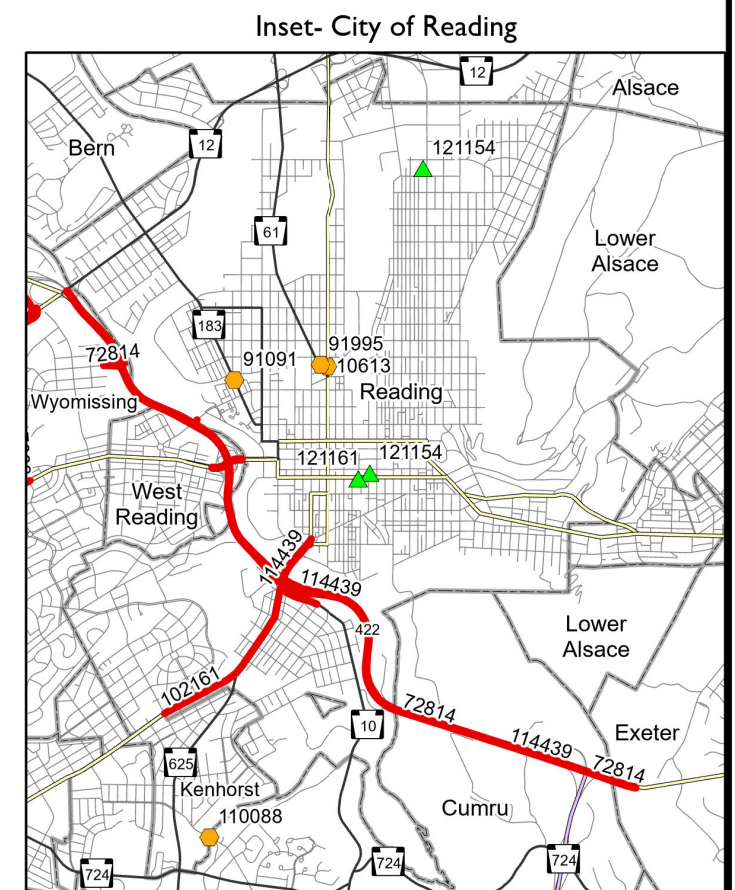 Inset- City of Reading
12
Alsace
12
Bern
121154
61
Lower
Alsace
183
91995
72814
91091
10613
Wyomissing
Reading
121161
121154
West
Reading
114439
114439
422
Lower
Alsace
102161
72814
10
114439
Exeter
625
72814
Kenhorst
Cumru
110088
724
724
724